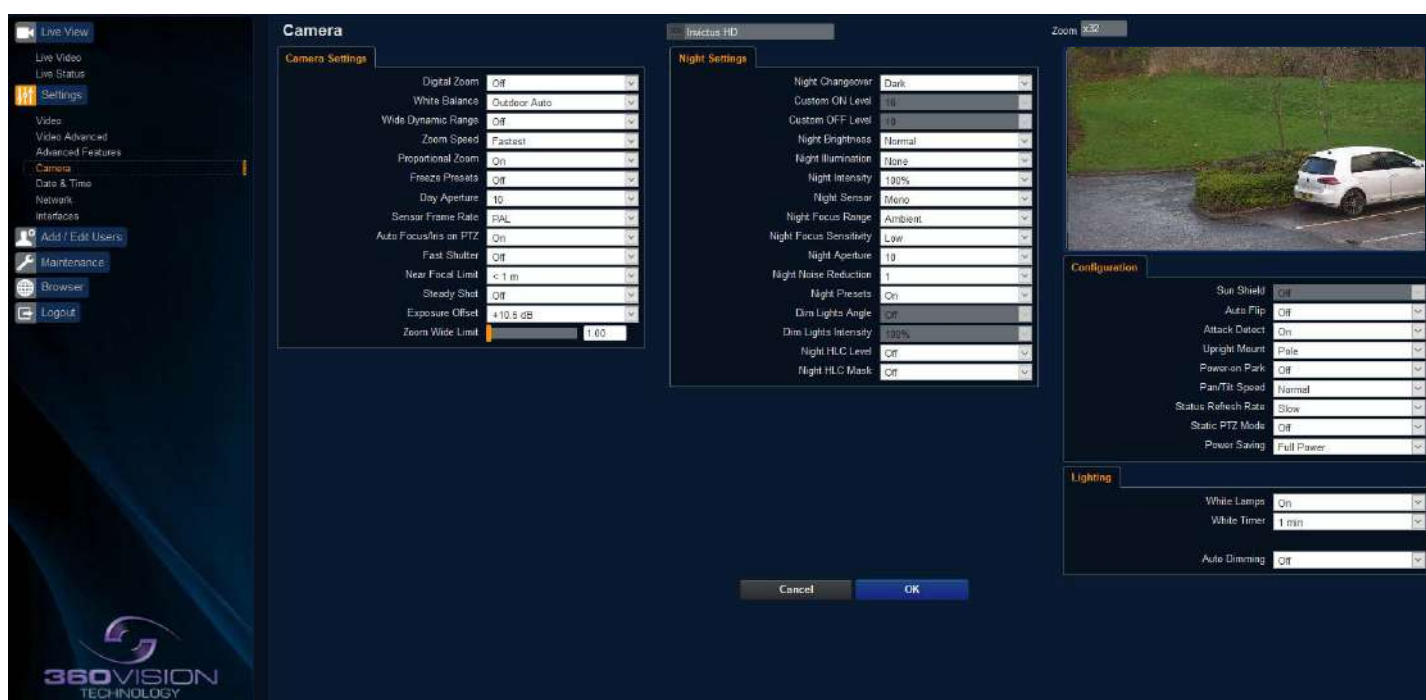 Live View
Live Video
Live Status
Settings
Video
Video Advanced
Advanced Features
Camera
Date & Time
Network
Interfaces
Add / Edit Users
Maintenance
Browser
Logout
360VISION
TECHNOLOGY
Camera
Camera Settings
Digital Zoom Off
White Balance Outdoor Auto
Wide Dynamic Range Off
Zoom Speed Fastest
Proportional Zoom On
Freeze Presets Off
Day Aperture 10
Sensor Frame Rate PAL
Auto Focus/Iris on PTZ On
Fast Shutter Off
Near Focal Limit < 1 m
Steady Shot Off
Exposure Offset +10.5 dB
Zoom Wide Limit 1.00
Invictus HD
Night Settings
Night Changeover Dark
Custom ON Level
Custom OFF Level 10
Night Brightness Normal
Night Illumination None
Night Intensity 100%
Night Sensor Mono
Night Focus Range Ambient
Night Focus Sensitivity Low
Night Aperture 10
Night Noise Reduction 1
Night Presets On
Dim Lights Angle Off
Dim Lights Intensity 100%
Night HLC Level Off
Night HLC Mask Off
Cancel
OK
Zoom x32
Configuration
Sun Shield Off
Auto Flip Off
Attack Detect On
Upright Mount Pole
Power-on Park Off
Pan/Tilt Speed Normal
Status Refresh Rate Slow
Static PTZ Mode Off
Power Saving Full Power
Lighting
White Lamps On
White Timer 1 min
Auto Dimming Off